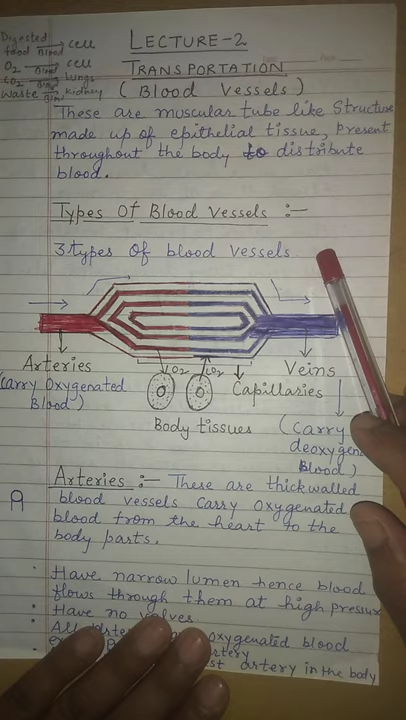 LECTURE-2
Digested food Blood cell
O2 Blood cell
CO2 Blood Lungs
Waste Blood Kidney
TRANSPORTATION
(Blood Vessels)
These are muscular tube like Structure
made up of epithelial tissue, Present
throughout the body to distribute
blood.
Types Of Blood Vessels :-
3 types of blood vessels
Arteries
(Carry Oxygenated
Blood)
O2
CO2
Capillaries
Body tissues
Veins
(Carry
deoxygen
Blood)
Arteries :- These are thick walled
blood vessels carry oxygenated
blood from the heart to the
body parts.
Have narrow lumen hence blood
flows through them at high pressure
Have no valves
oxygenated blood
artery in the body